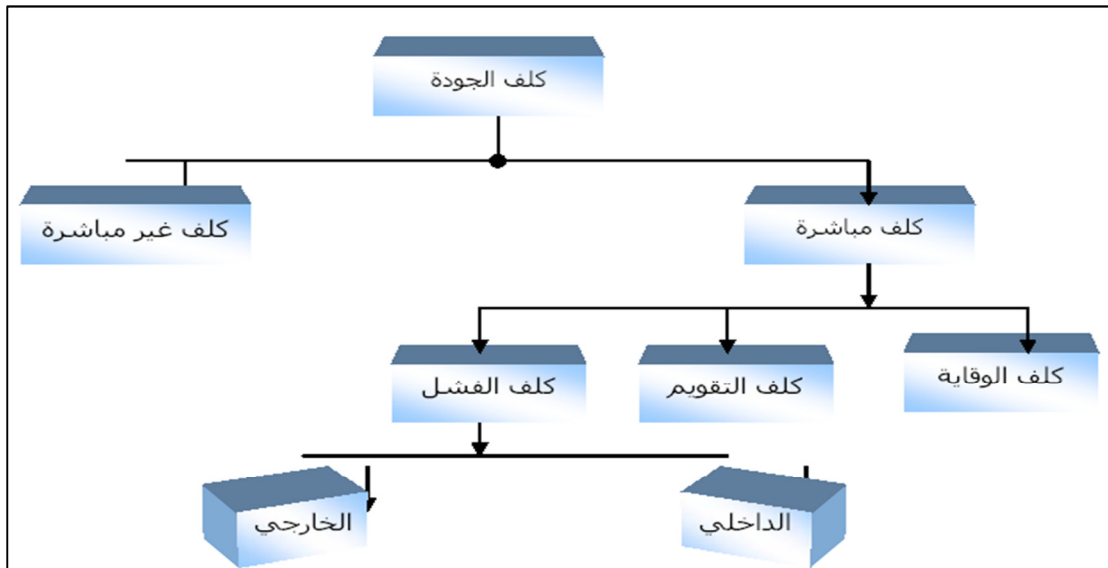 كلف الجودة
كلف مباشرة
كلف غير مباشرة
كلف الوقاية
كلف التقويم
كلف الفشل
الداخلي
الخارجي